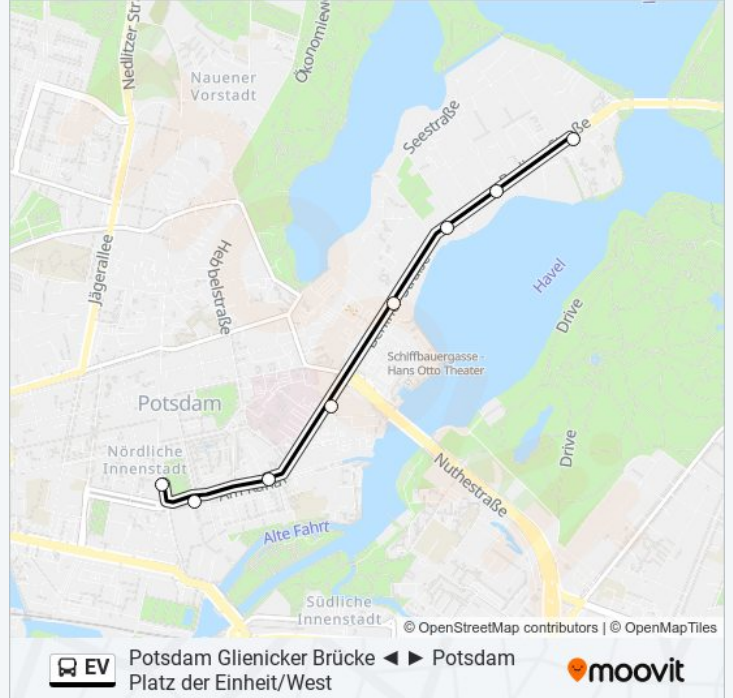 Nedlitzer Str
Ökonomiew
Nauener
Vorstadt
Seestraße
Jägerallee
Hebbelstraße
Havel
Drive
Schiffbauergasse -
Hans Otto Theater
Potsdam
Nördliche
Innenstadt
Drive
Nuthestraße
Alte Fahrt
Südliche
Innenstadt
© OpenStreetMap contributors | © OpenMapTiles
EV
Potsdam Glienicker Brücke ◄ ► Potsdam
Platz der Einheit/West
moovit